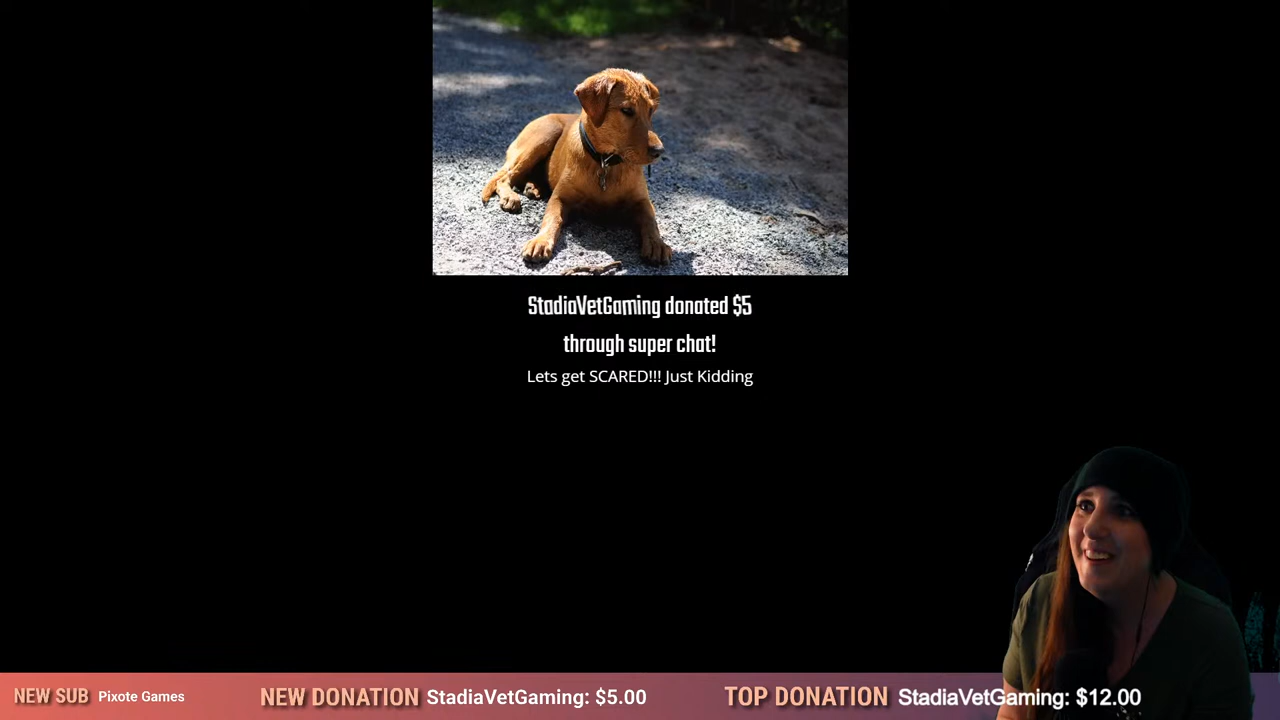 StadiaVetGaming donated $5
through super chat!
Lets get SCARED!!! Just Kidding
NEW SUB Pixote Games NEW DONATION StadiaVetGaming: $5.00 TOP DONATION StadiaVetGaming: $12.00